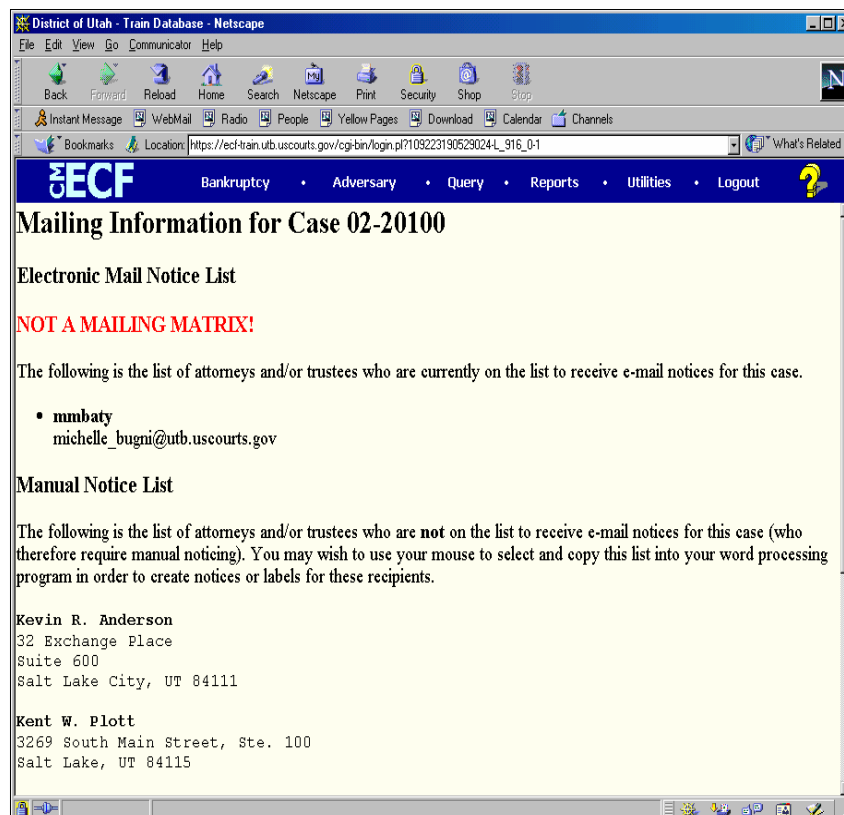 District of Utah - Train Database - Netscape
File Edit View Go Communicator Help
Back Forward Reload Home Search Netscape Print Security Shop Stop
Instant Message WebMail Radio People Yellow Pages Download Calendar Channels
Bookmarks Location: https://ecf-train.utb.uscourts.gov/cgi-bin/login.pl?109223190529024-L_916_0-1 What's Related
CM ECF Bankruptcy • Adversary • Query • Reports • Utilities • Logout ?
Mailing Information for Case 02-20100
Electronic Mail Notice List
NOT A MAILING MATRIX!
The following is the list of attorneys and/or trustees who are currently on the list to receive e-mail notices for this case.
• mmbaty
michelle_bugni@utb.uscourts.gov
Manual Notice List
The following is the list of attorneys and/or trustees who are not on the list to receive e-mail notices for this case (who
therefore require manual noticing). You may wish to use your mouse to select and copy this list into your word processing
program in order to create notices or labels for these recipients.
Kevin R. Anderson
32 Exchange Place
Suite 600
Salt Lake City, UT 84111
Kent W. Plott
3269 South Main Street, Ste. 100
Salt Lake, UT 84115